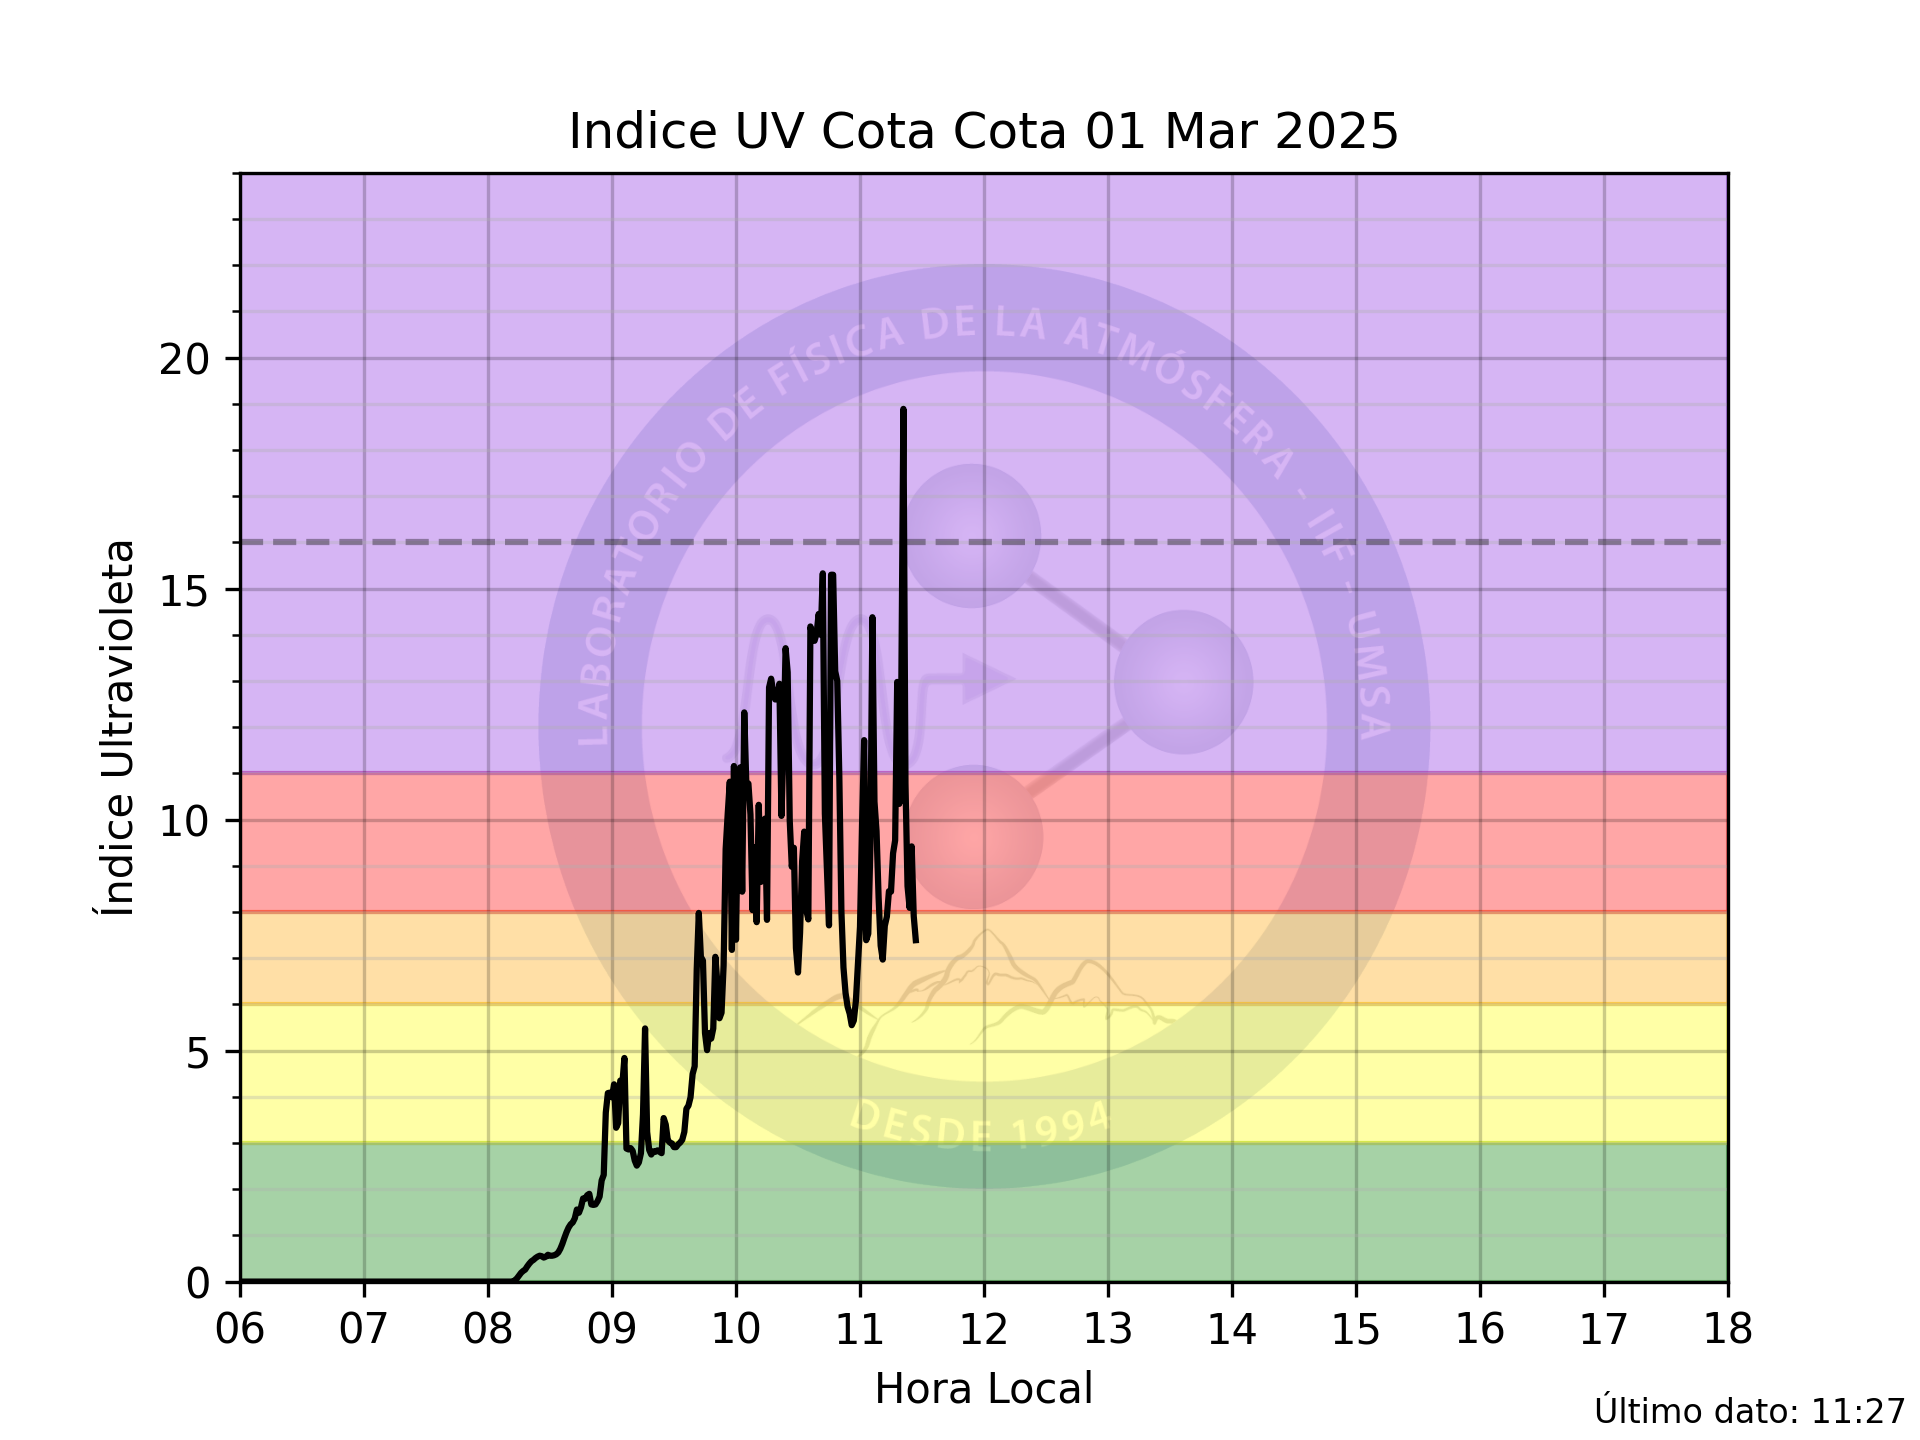 Indice UV Cota Cota 01 Mar 2025
Índice Ultravioleta
20
15
10
5
0
LABORATORIO DE FÍSICA DE LA ATMÓSFERA - IIF - UMSA
DESDE 1994
06 07 08 09 10 11 12 13 14 15 16 17 18
Hora Local
Último dato: 11:27